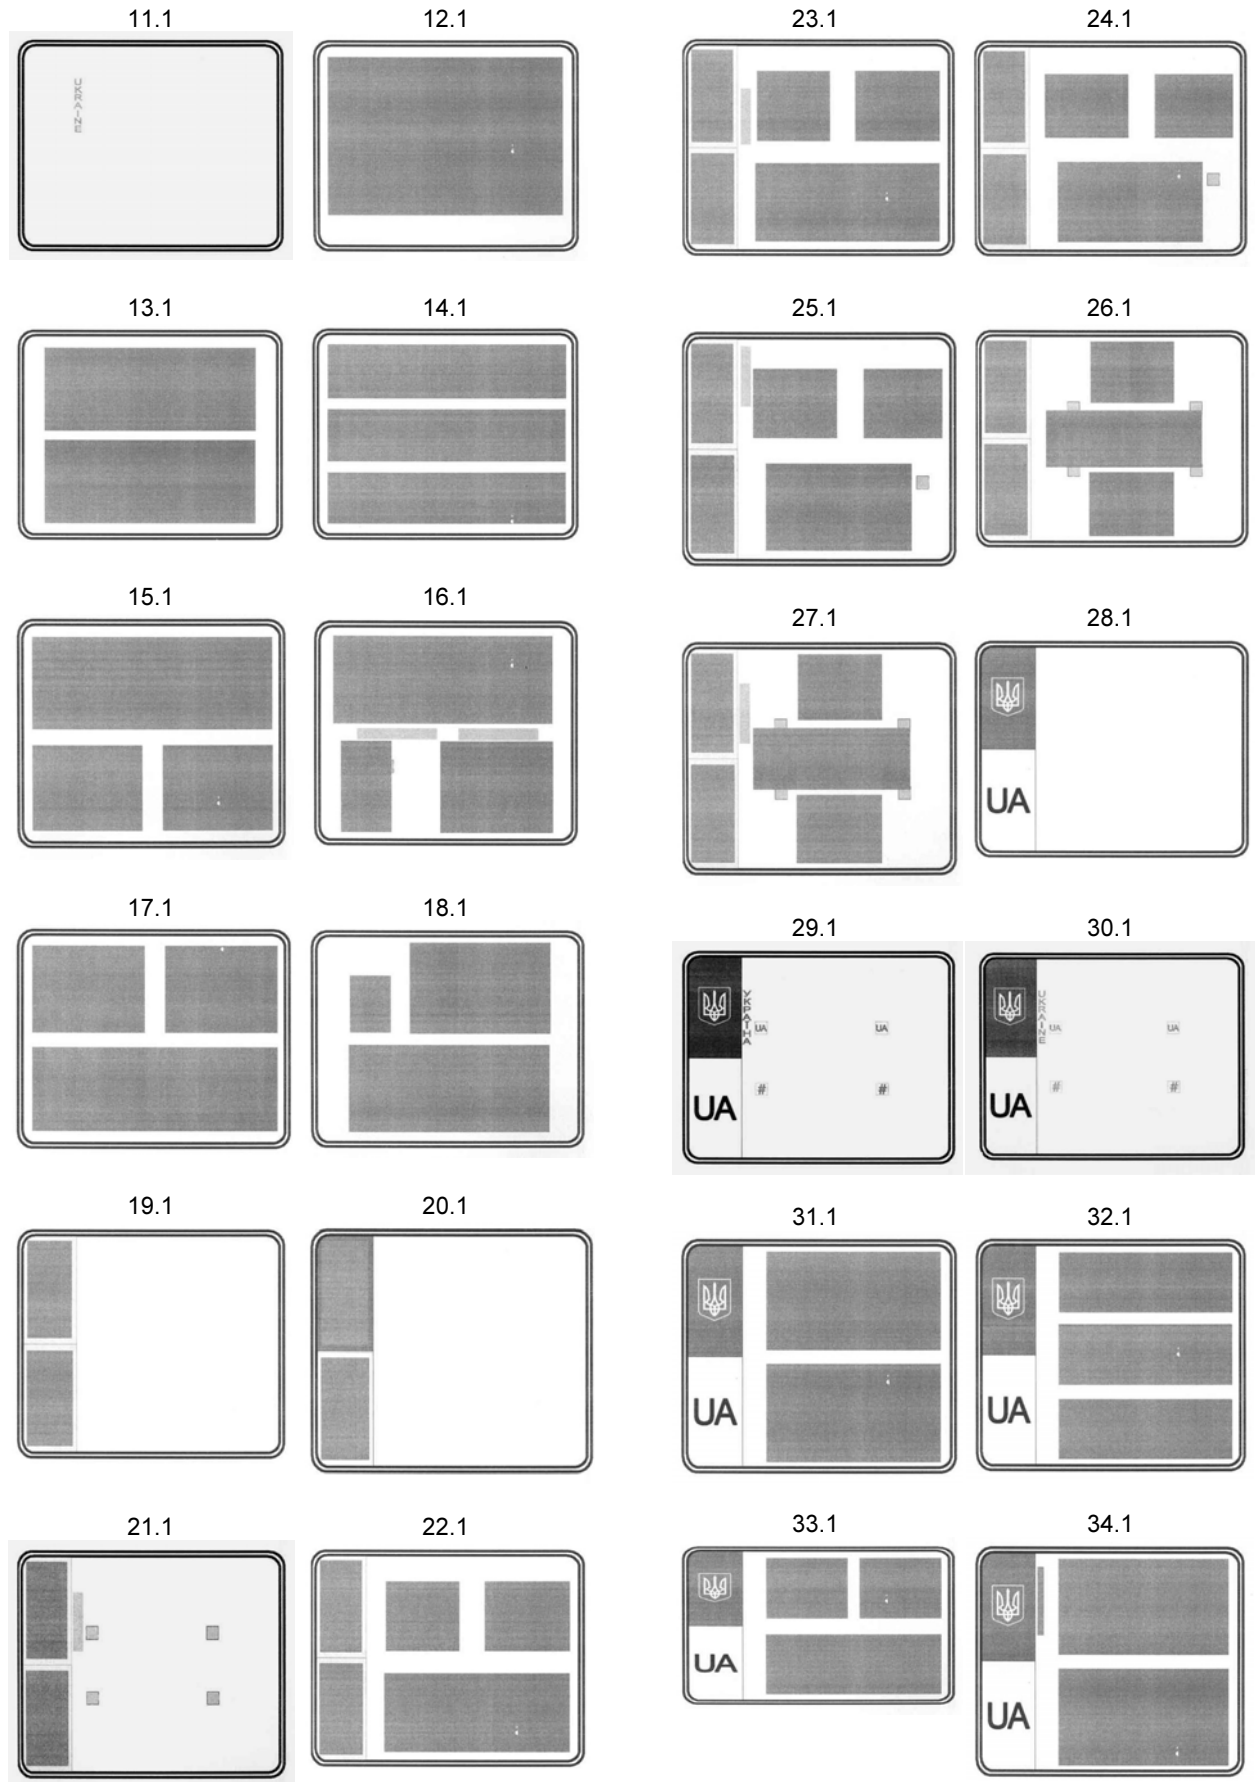 11.1
UKRAINE
12.1
13.1
14.1
15.1
16.1
17.1
18.1
19.1
20.1
21.1
22.1
23.1
24.1
25.1
26.1
27.1
28.1
UA
29.1
УКРАЇНА
UA
UA
#
#
UA
30.1
UKRAINE
UA
UA
#
#
UA
31.1
UA
32.1
UA
33.1
UA
34.1
UA